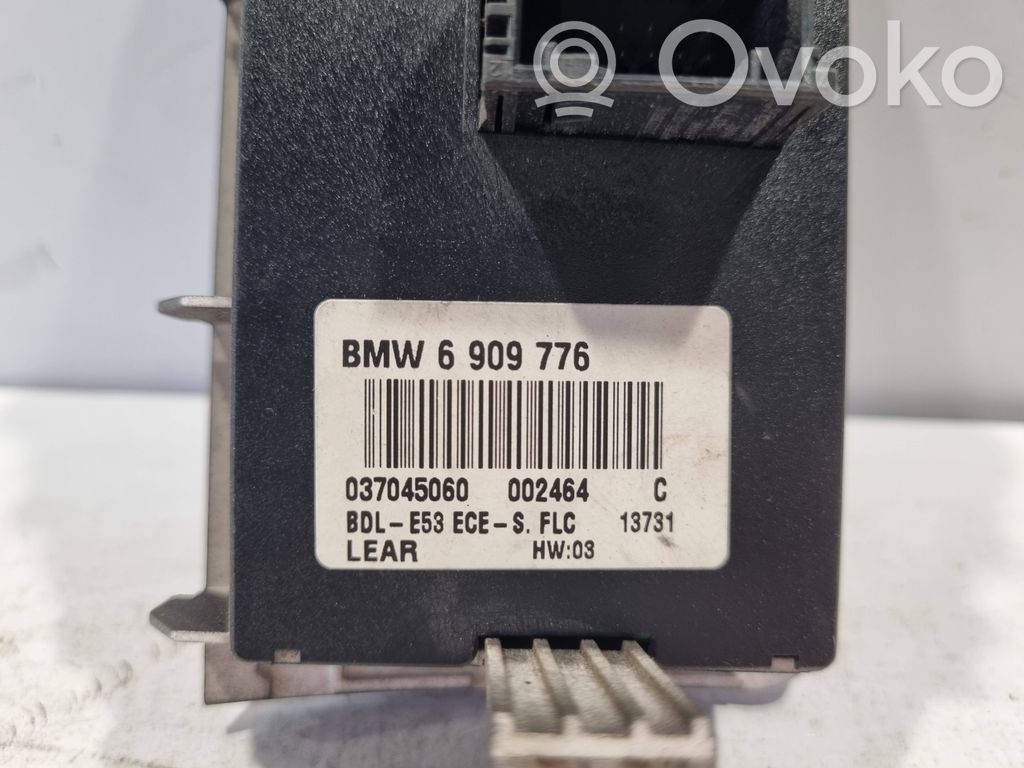 Ovoko
BMW 6 909 776
037045060 002464 C
BDL-E53 ECE-S. FLC 13731
LEAR HW:03